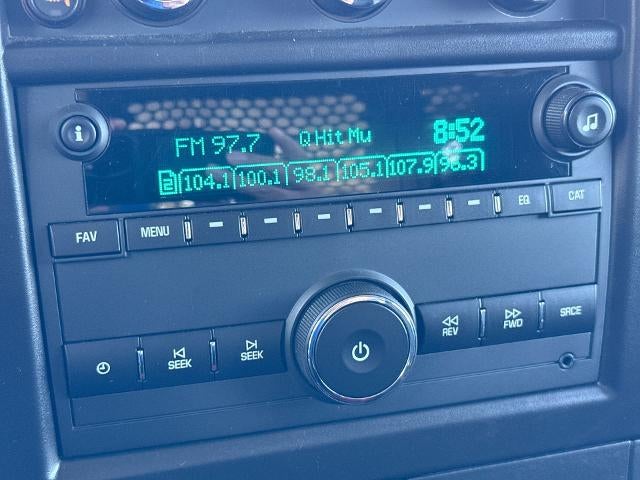 FM 97.7 Q Hit Mu 8:52
2 104.1 100.1 98.1 105.1 107.9 96.3
FAV MENU EQ CAT
SEEK SEEK REV FWD SRCE